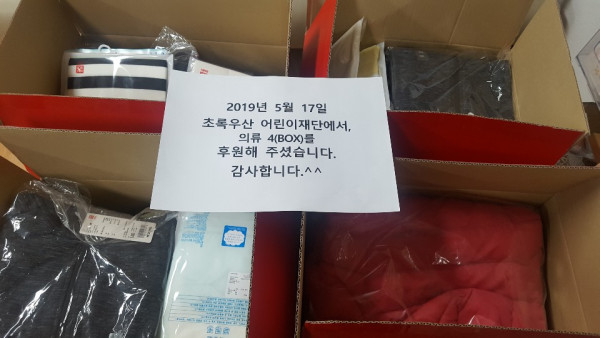 2019년 5월 17일
초록우산 어린이재단에서,
의류 4(BOX)를
후원해 주셨습니다.
감사합니다.^^